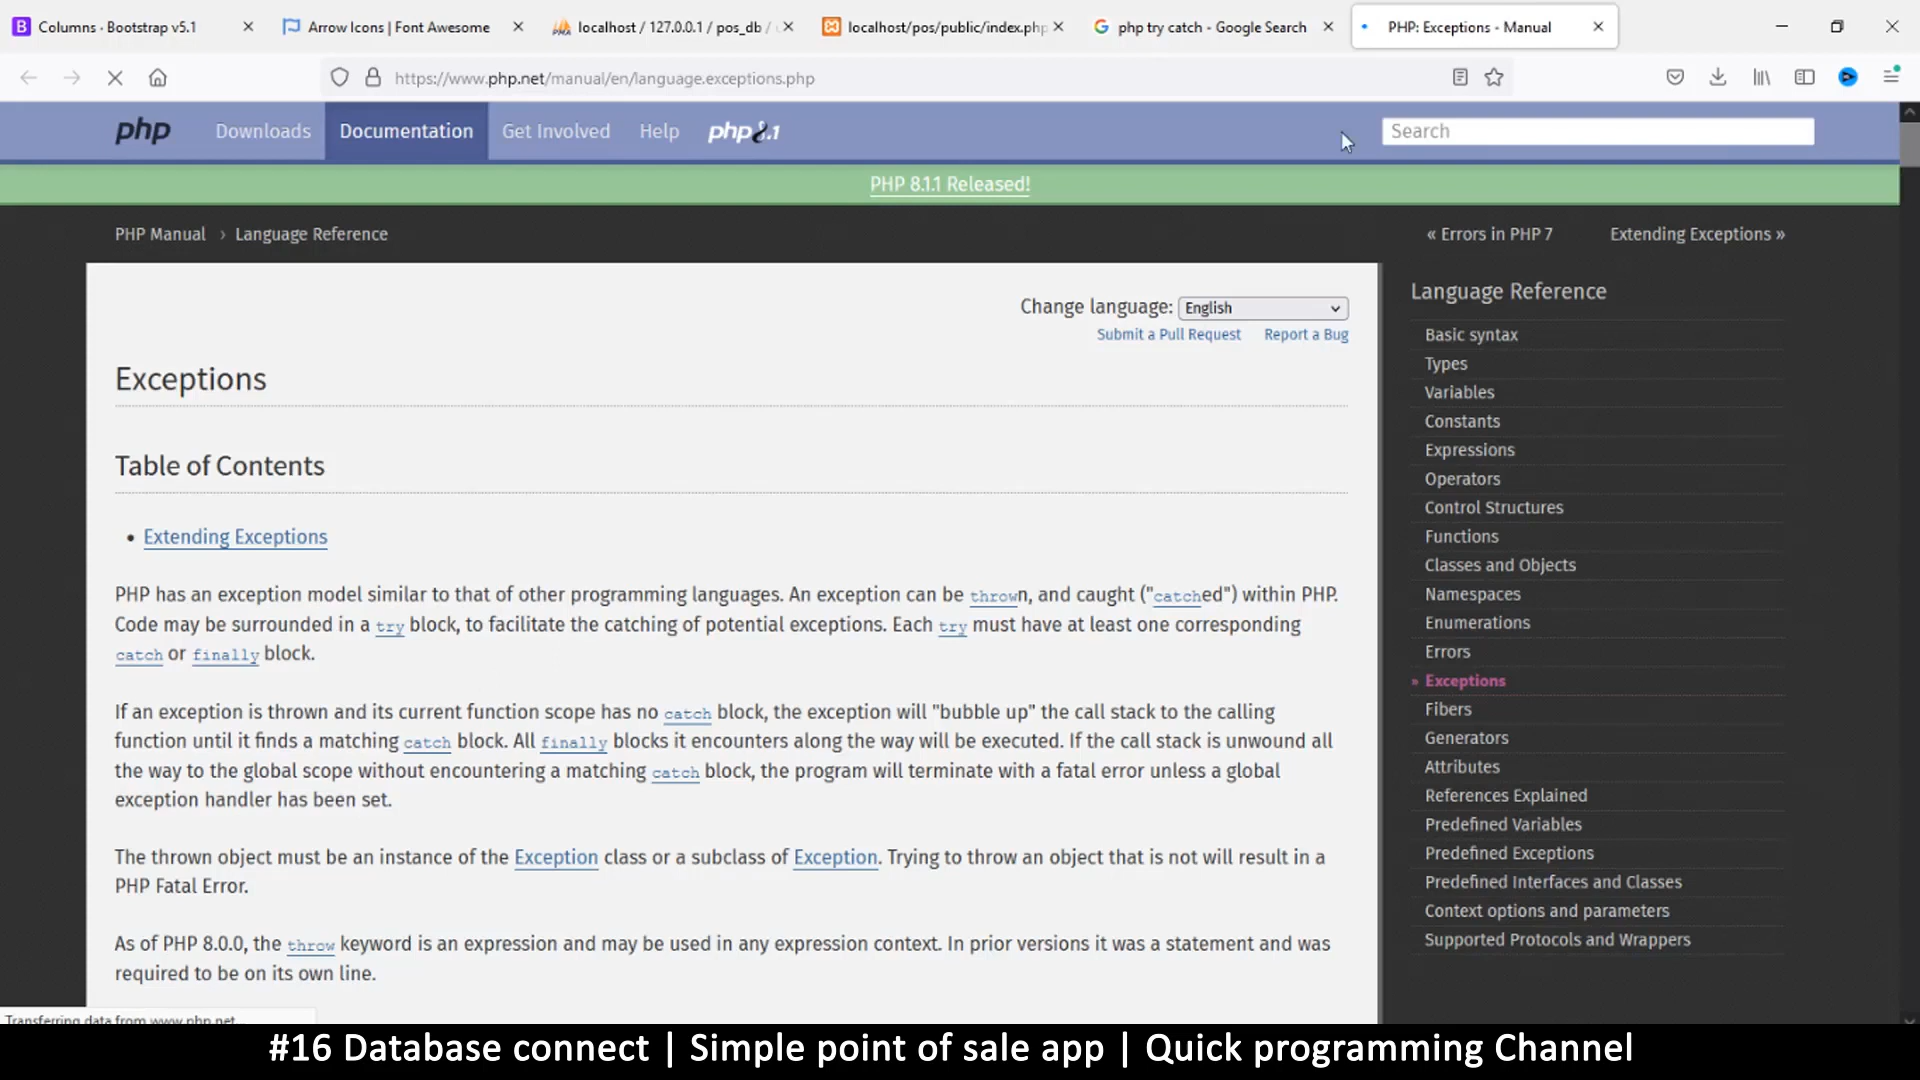 Columns · Bootstrap v5.1
Arrow Icons | Font Awesome
localhost / 127.0.0.1 / pos_db /
localhost/pos/public/index.php
php try catch - Google Search
PHP: Exceptions - Manual
https://www.php.net/manual/en/language.exceptions.php
php
Downloads
Documentation
Get Involved
Help
php8.1
Search
PHP 8.1.1 Released!
PHP Manual › Language Reference
« Errors in PHP 7
Extending Exceptions »
Change language: English
Submit a Pull Request
Report a Bug
Exceptions
Table of Contents
• Extending Exceptions
PHP has an exception model similar to that of other programming languages. An exception can be thrown, and caught ("catched") within PHP.
Code may be surrounded in a try block, to facilitate the catching of potential exceptions. Each try must have at least one corresponding
catch or finally block.
If an exception is thrown and its current function scope has no catch block, the exception will "bubble up" the call stack to the calling
function until it finds a matching catch block. All finally blocks it encounters along the way will be executed. If the call stack is unwound all
the way to the global scope without encountering a matching catch block, the program will terminate with a fatal error unless a global
exception handler has been set.
The thrown object must be an instance of the Exception class or a subclass of Exception. Trying to throw an object that is not will result in a
PHP Fatal Error.
As of PHP 8.0.0, the throw keyword is an expression and may be used in any expression context. In prior versions it was a statement and was
required to be on its own line.
Language Reference
Basic syntax
Types
Variables
Constants
Expressions
Operators
Control Structures
Functions
Classes and Objects
Namespaces
Enumerations
Errors
» Exceptions
Fibers
Generators
Attributes
References Explained
Predefined Variables
Predefined Exceptions
Predefined Interfaces and Classes
Context options and parameters
Supported Protocols and Wrappers
Transferring data from www.php.net…
#16 Database connect | Simple point of sale app | Quick programming Channel